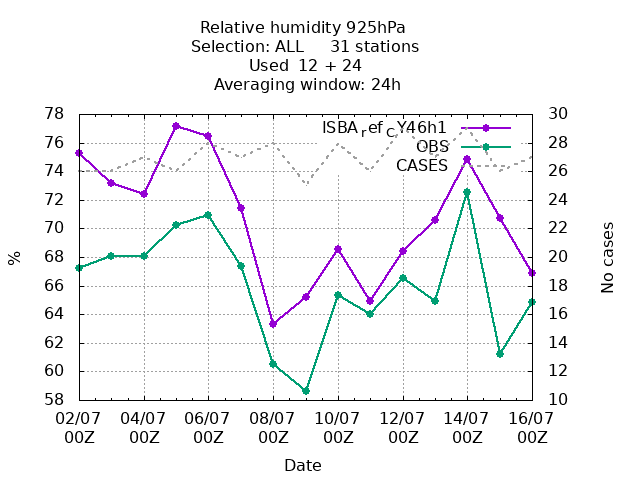 Relative humidity 925hPa
Selection: ALL 31 stations
Used 12 + 24
Averaging window: 24h
78 30
ISBA_ref_CY46h1
76 28
OBS
74 26
CASES
72 24
70 22
68 20
66 18
64 16
62 14
60 12
58 10
%
No cases
02/07 04/07 06/07 08/07 10/07 12/07 14/07 16/07
00Z 00Z 00Z 00Z 00Z 00Z 00Z 00Z
Date